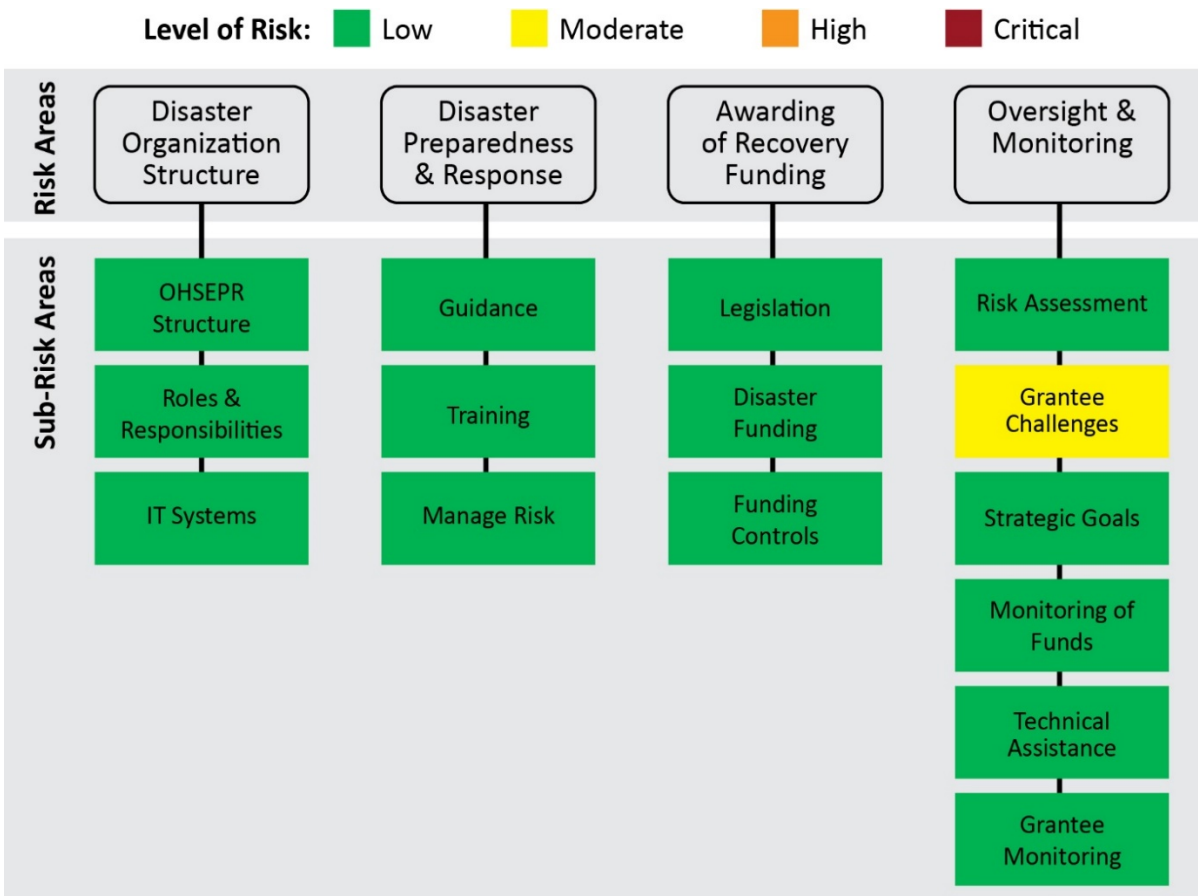 Level of Risk: Low Moderate High Critical
Risk Areas
Disaster
Organization
Structure
Disaster
Preparedness
& Response
Awarding
of Recovery
Funding
Oversight &
Monitoring
Sub-Risk Areas
OHSEPR
Structure
Roles &
Responsibilities
IT Systems
Guidance
Training
Manage Risk
Legislation
Disaster
Funding
Funding
Controls
Risk Assessment
Grantee
Challenges
Strategic Goals
Monitoring of
Funds
Technical
Assistance
Grantee
Monitoring